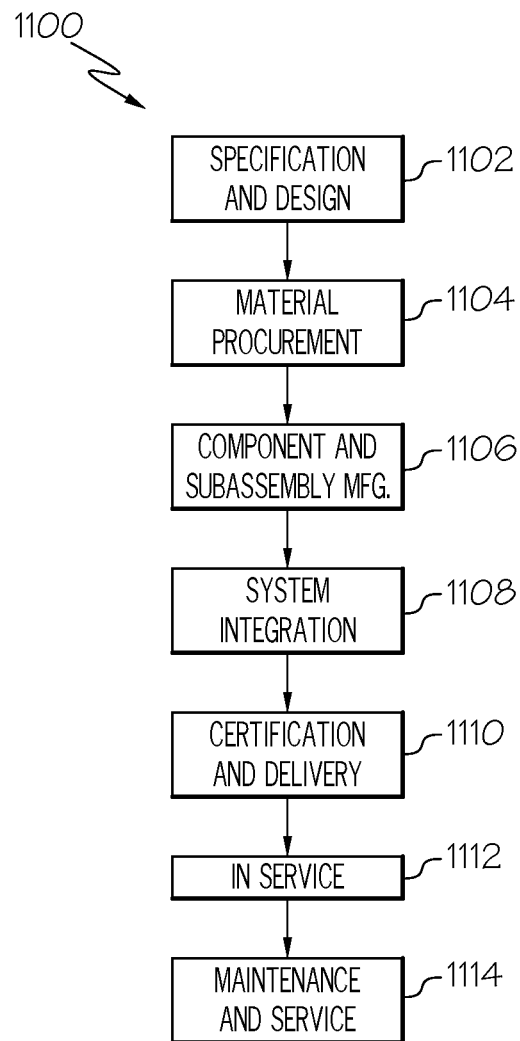 1100
SPECIFICATION
AND DESIGN
1102
MATERIAL
PROCUREMENT
1104
COMPONENT AND
SUBASSEMBLY MFG.
1106
SYSTEM
INTEGRATION
1108
CERTIFICATION
AND DELIVERY
1110
IN SERVICE
1112
MAINTENANCE
AND SERVICE
1114